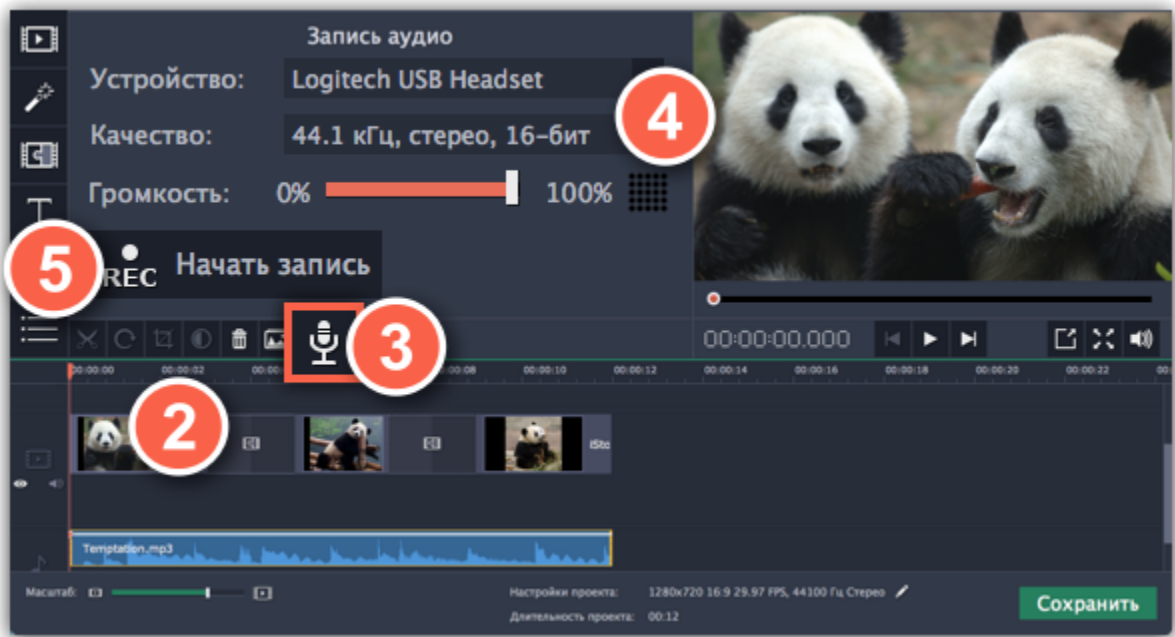 Запись аудио
Устройство: Logitech USB Headset
Качество: 44.1 кГц, стерео, 16-бит
4
Громкость: 0% 100%
T
5
REC Начать запись
3
00:00:00.000
00:00:00 00:00:02 00:00:08 00:00:10 00:00:12 00:00:14 00:00:16 00:00:18 00:00:20 00:00:22
2
iSto
Temptation.mp3
Масштаб: Настройки проекта: 1280x720 16:9 29.97 FPS, 44100 Гц Стерео
Длительность проекта: 00:12
Сохранить